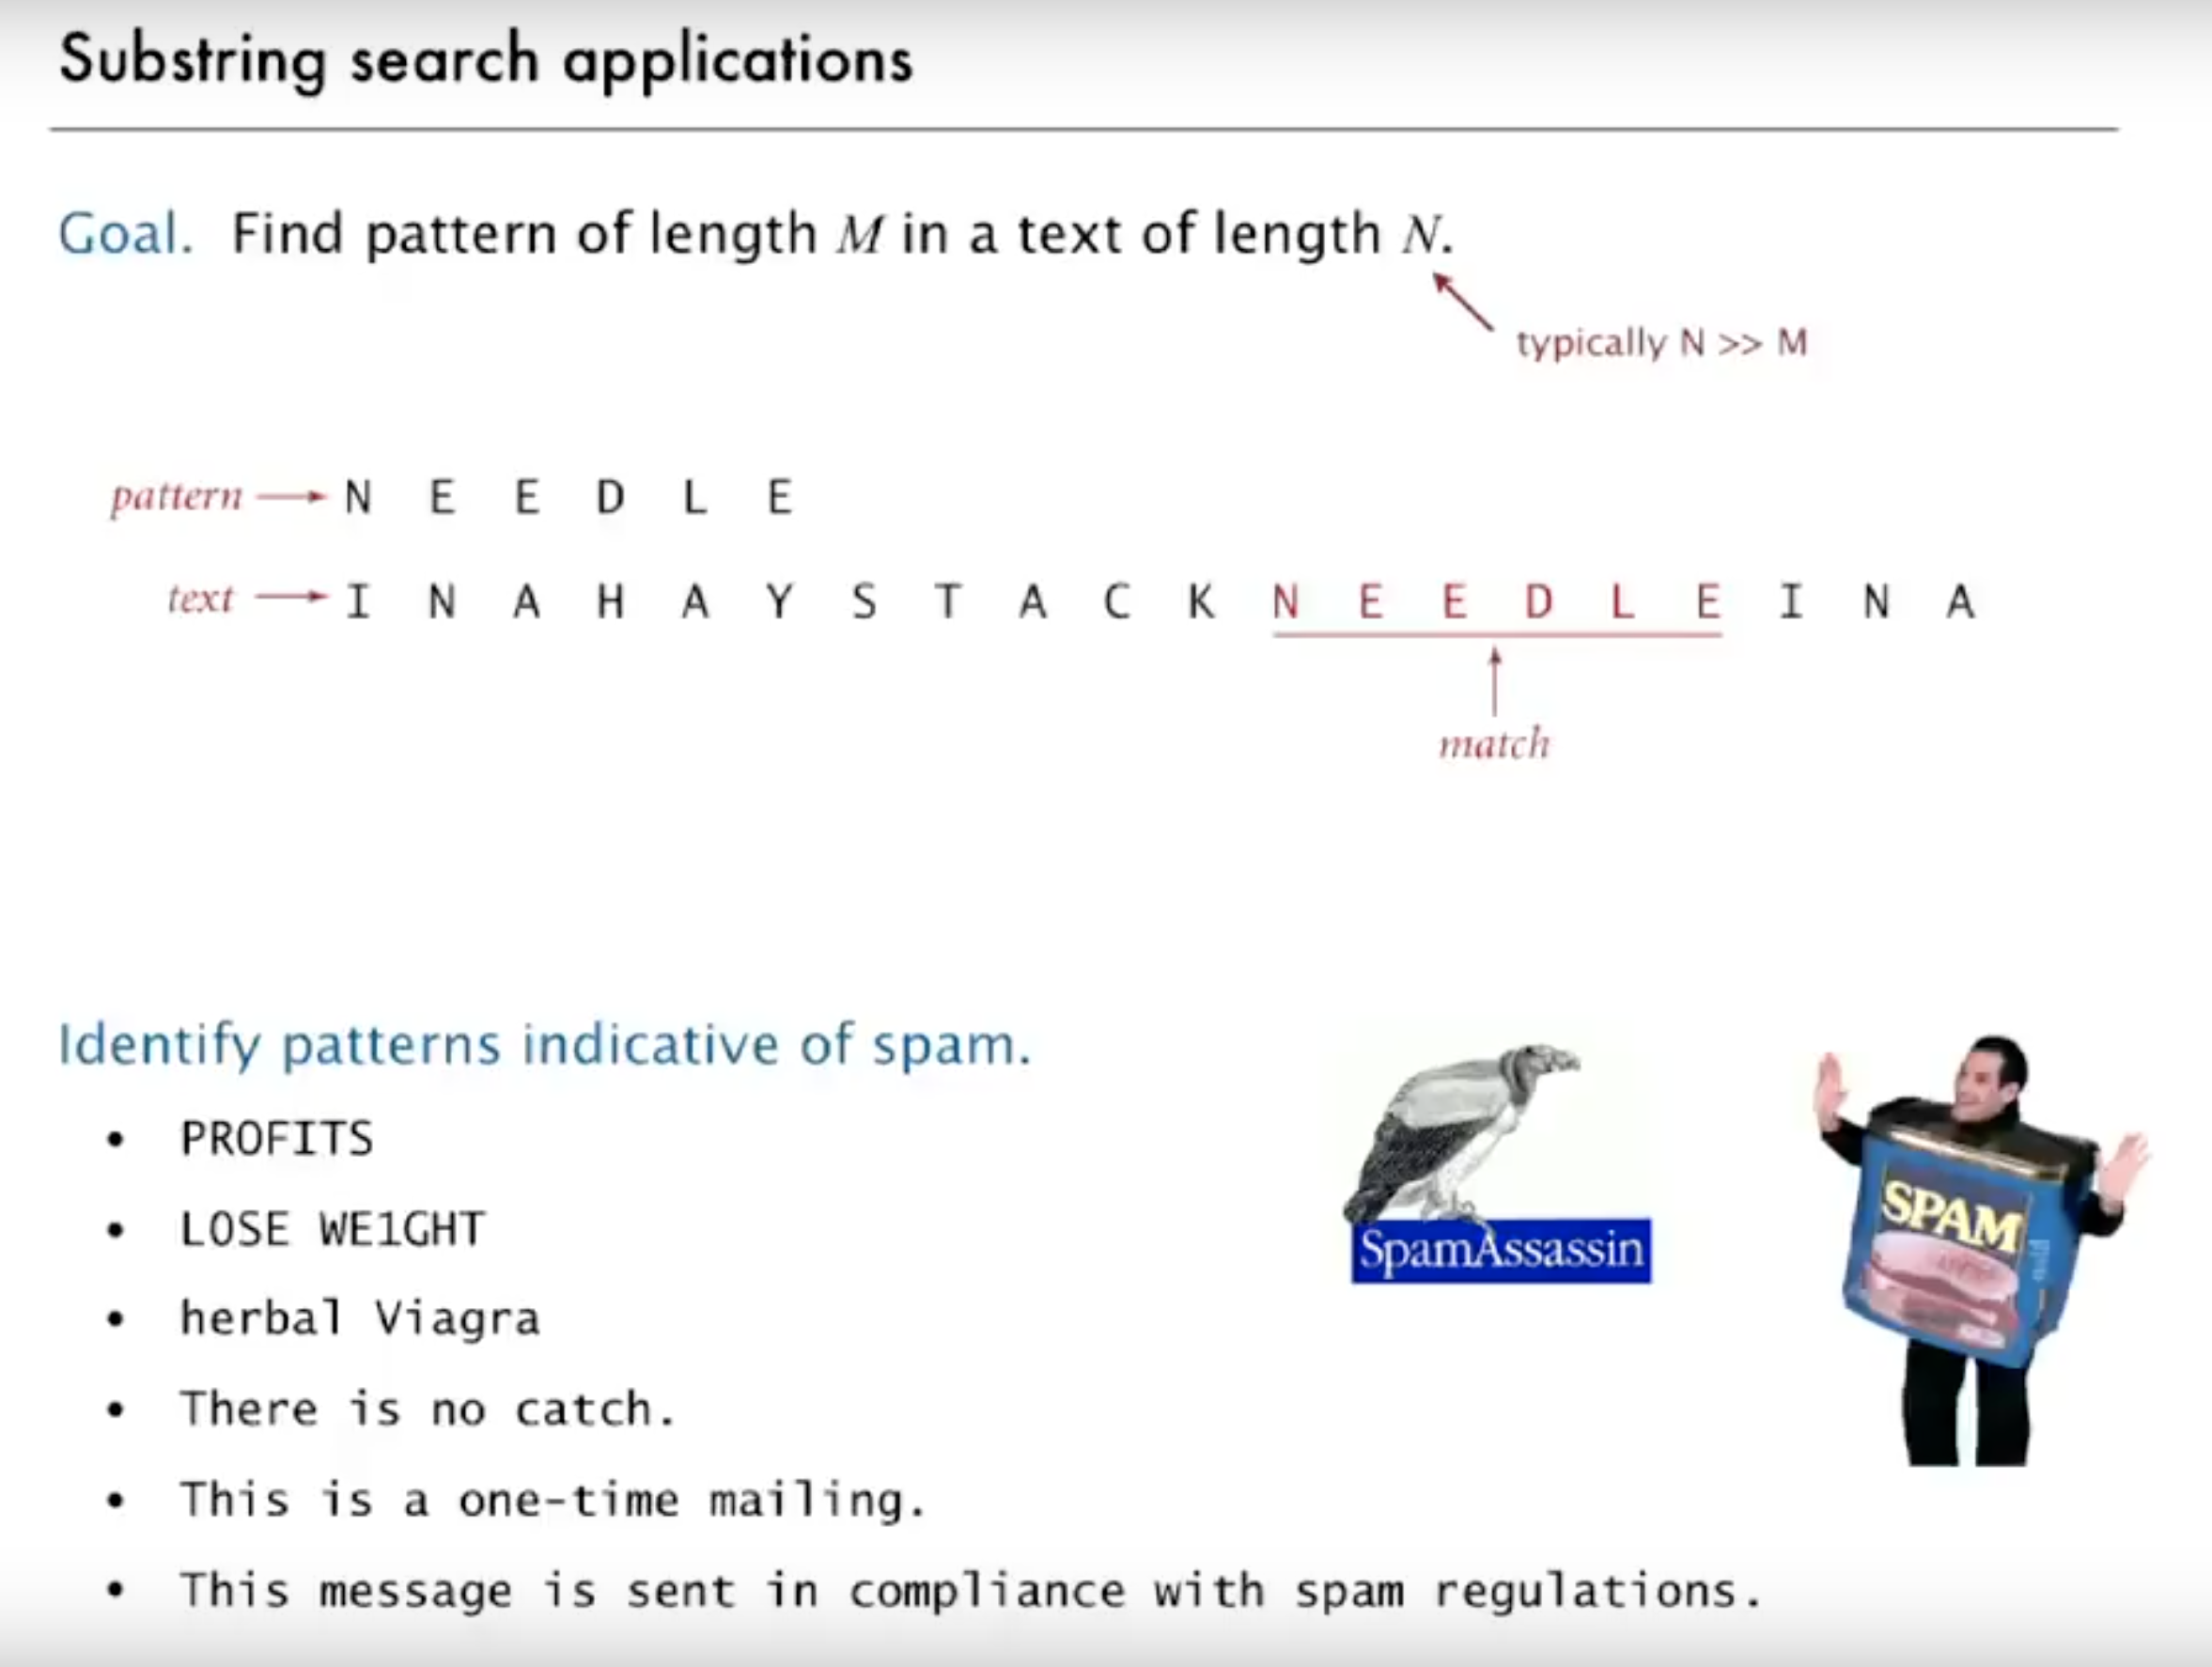 Substring search applications
Goal. Find pattern of length M in a text of length N.
typically N >> M
pattern N E E D L E
text I N A H A Y S T A C K N E E D L E I N A
match
Identify patterns indicative of spam.
• PROFITS
• LOSE WE1GHT
• herbal Viagra
• There is no catch.
• This is a one-time mailing.
• This message is sent in compliance with spam regulations.
SpamAssassin
SPAM